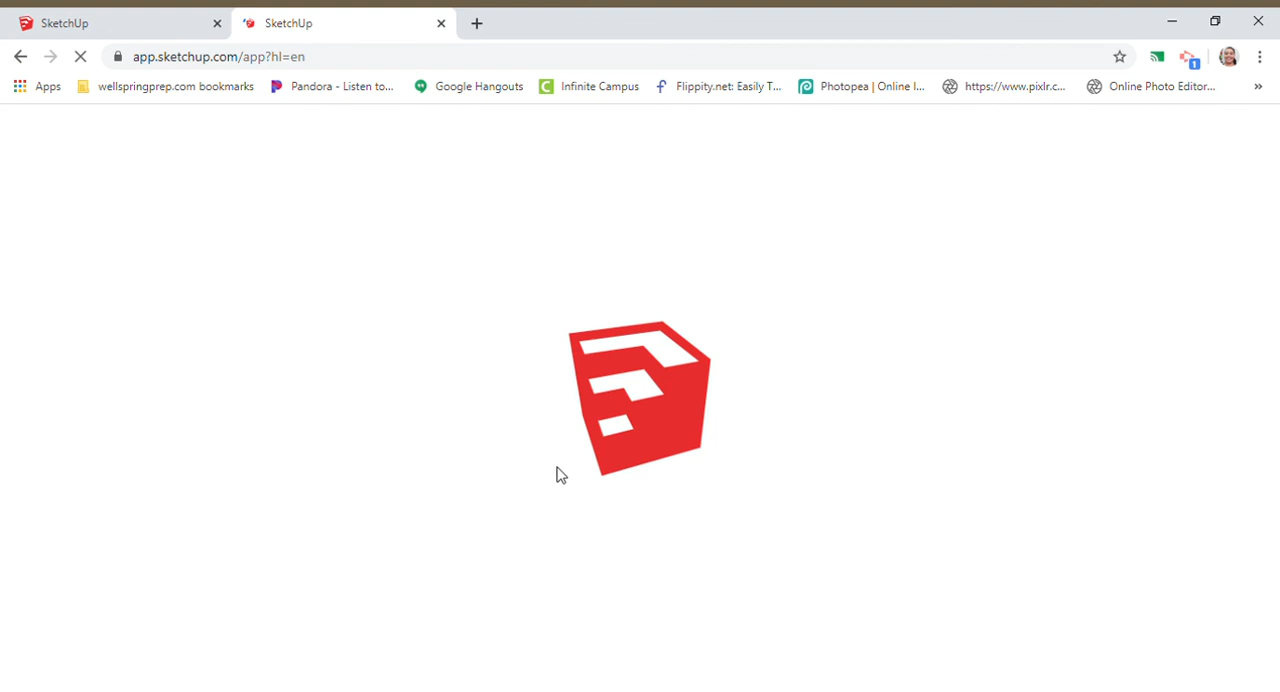 SketchUp SketchUp
app.sketchup.com/app?hl=en
1
Apps wellspringprep.com bookmarks Pandora - Listen to... Google Hangouts Infinite Campus Flippity.net: Easily T... Photopea | Online I... https://www.pixlr.c... Online Photo Editor... »